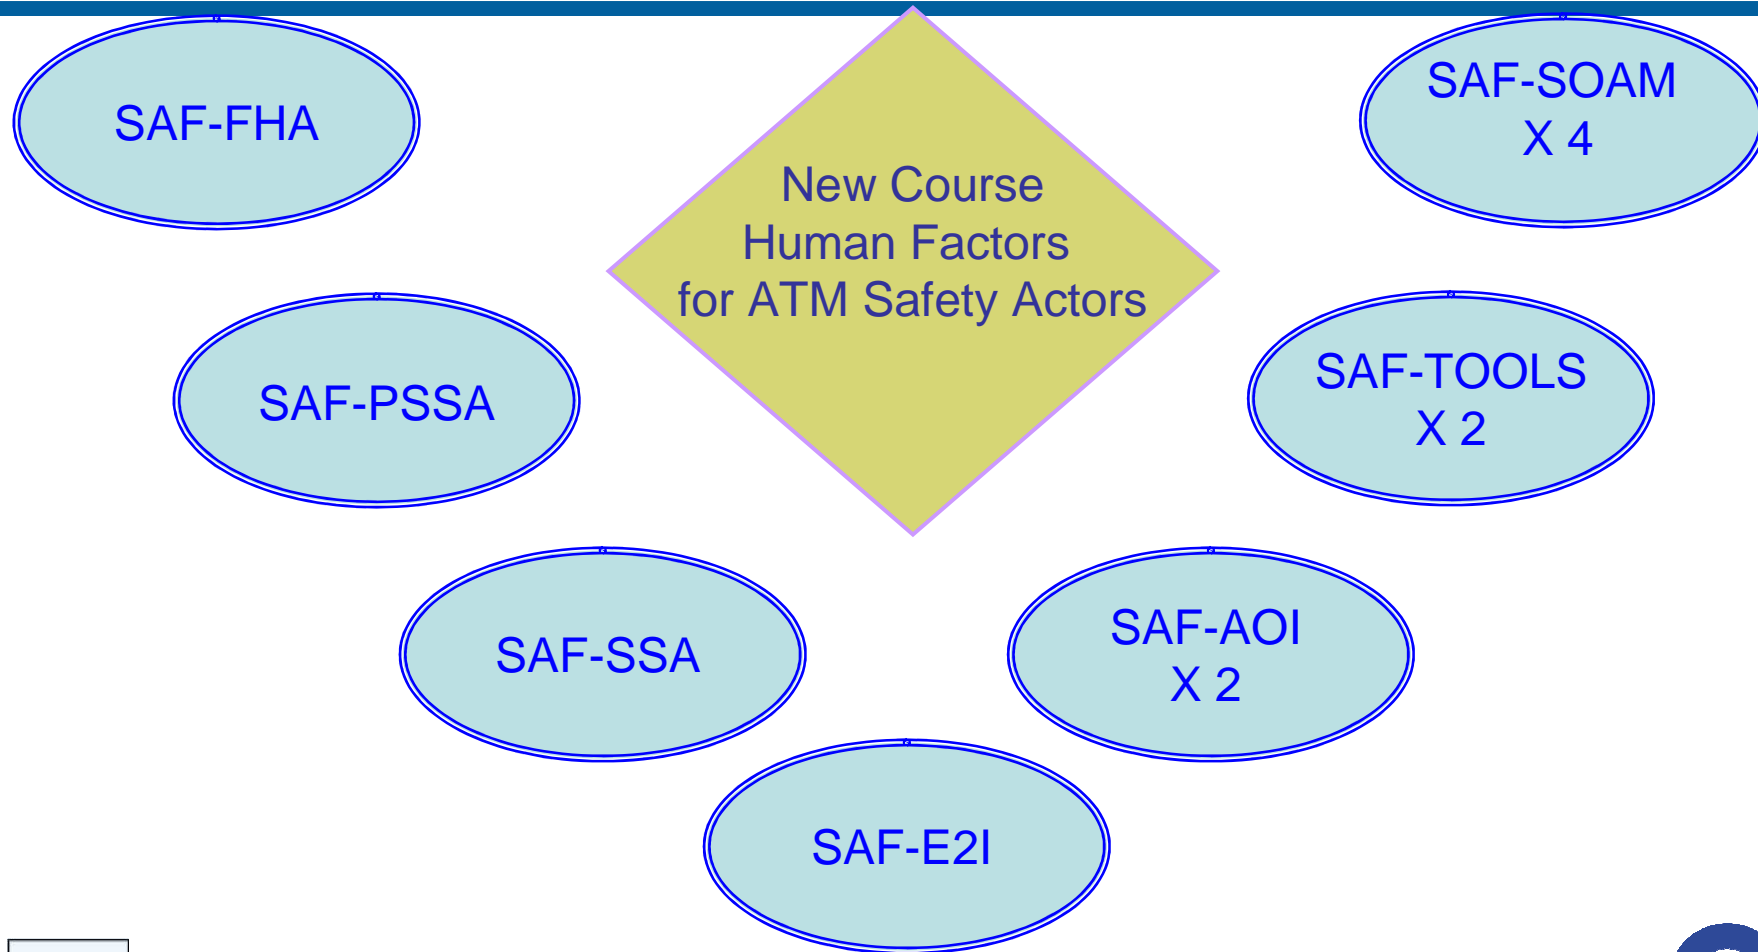 SAF-FHA
New Course
Human Factors
for ATM Safety Actors
SAF-SOAM
X 4
SAF-PSSA
SAF-TOOLS
X 2
SAF-SSA
SAF-AOI
X 2
SAF-E2I